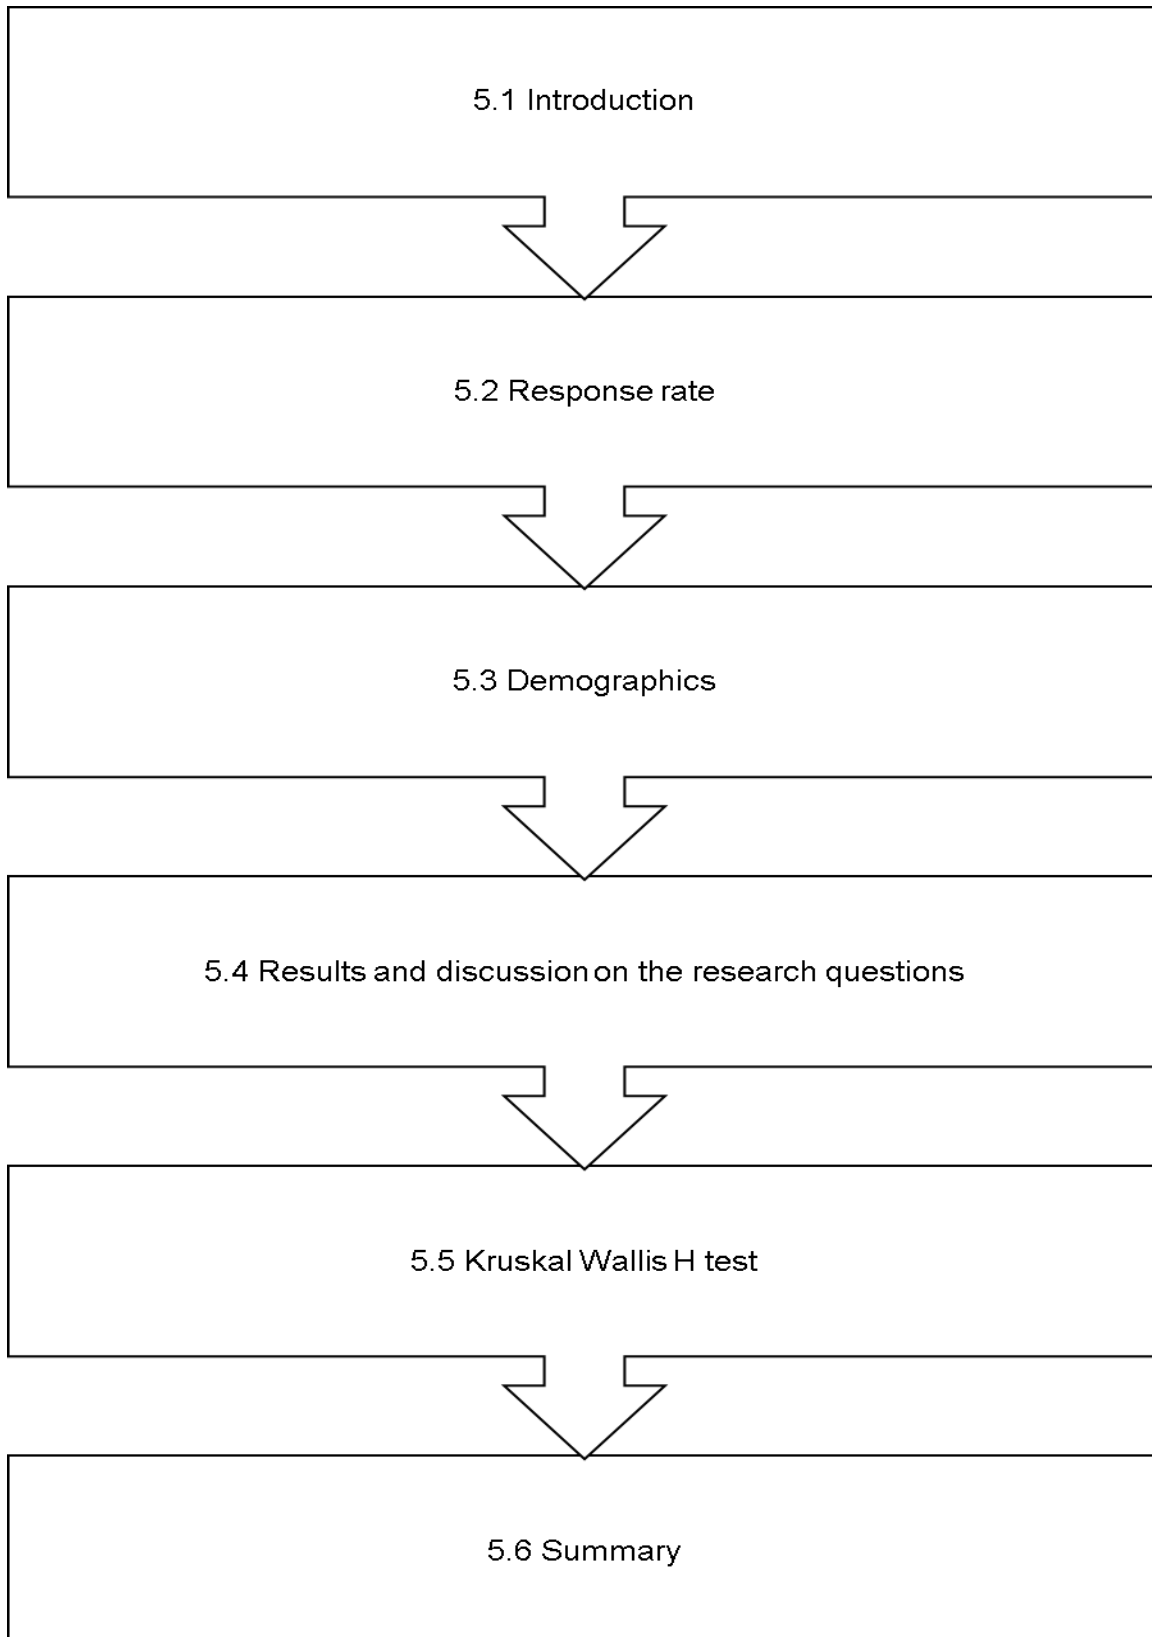 5.1 Introduction
5.2 Response rate
5.3 Demographics
5.4 Results and discussion on the research questions
5.5 Kruskal Wallis H test
5.6 Summary